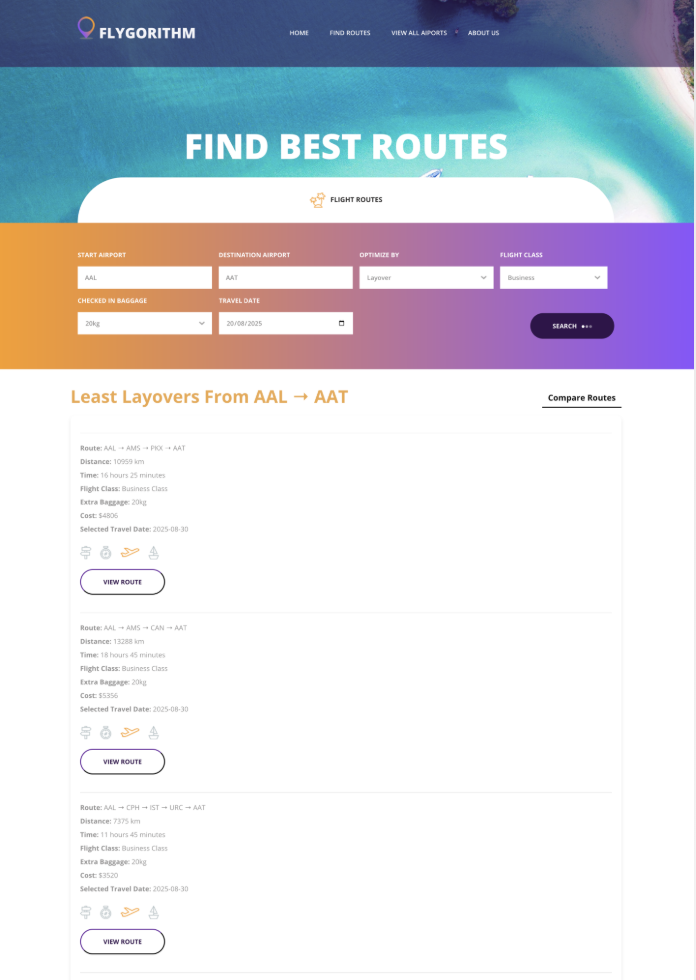 FLYGORITHM
HOME FIND ROUTES VIEW ALL AIPORTS ABOUT US
FIND BEST ROUTES
FLIGHT ROUTES
START AIRPORT DESTINATION AIRPORT OPTIMIZE BY FLIGHT CLASS
AAL AAT Layover Business
CHECKED IN BAGGAGE TRAVEL DATE
20kg 20/08/2025 SEARCH
Least Layovers From AAL → AAT Compare Routes
Route: AAL → AMS → PKX → AAT
Distance: 10959 km
Time: 16 hours 25 minutes
Flight Class: Business Class
Extra Baggage: 20kg
Cost: $4806
Selected Travel Date: 2025-08-30
VIEW ROUTE
Route: AAL → AMS → CAN → AAT
Distance: 13288 km
Time: 18 hours 45 minutes
Flight Class: Business Class
Extra Baggage: 20kg
Cost: $5356
Selected Travel Date: 2025-08-30
VIEW ROUTE
Route: AAL → CPH → IST → URC → AAT
Distance: 7375 km
Time: 11 hours 45 minutes
Flight Class: Business Class
Extra Baggage: 20kg
Cost: $3520
Selected Travel Date: 2025-08-30
VIEW ROUTE